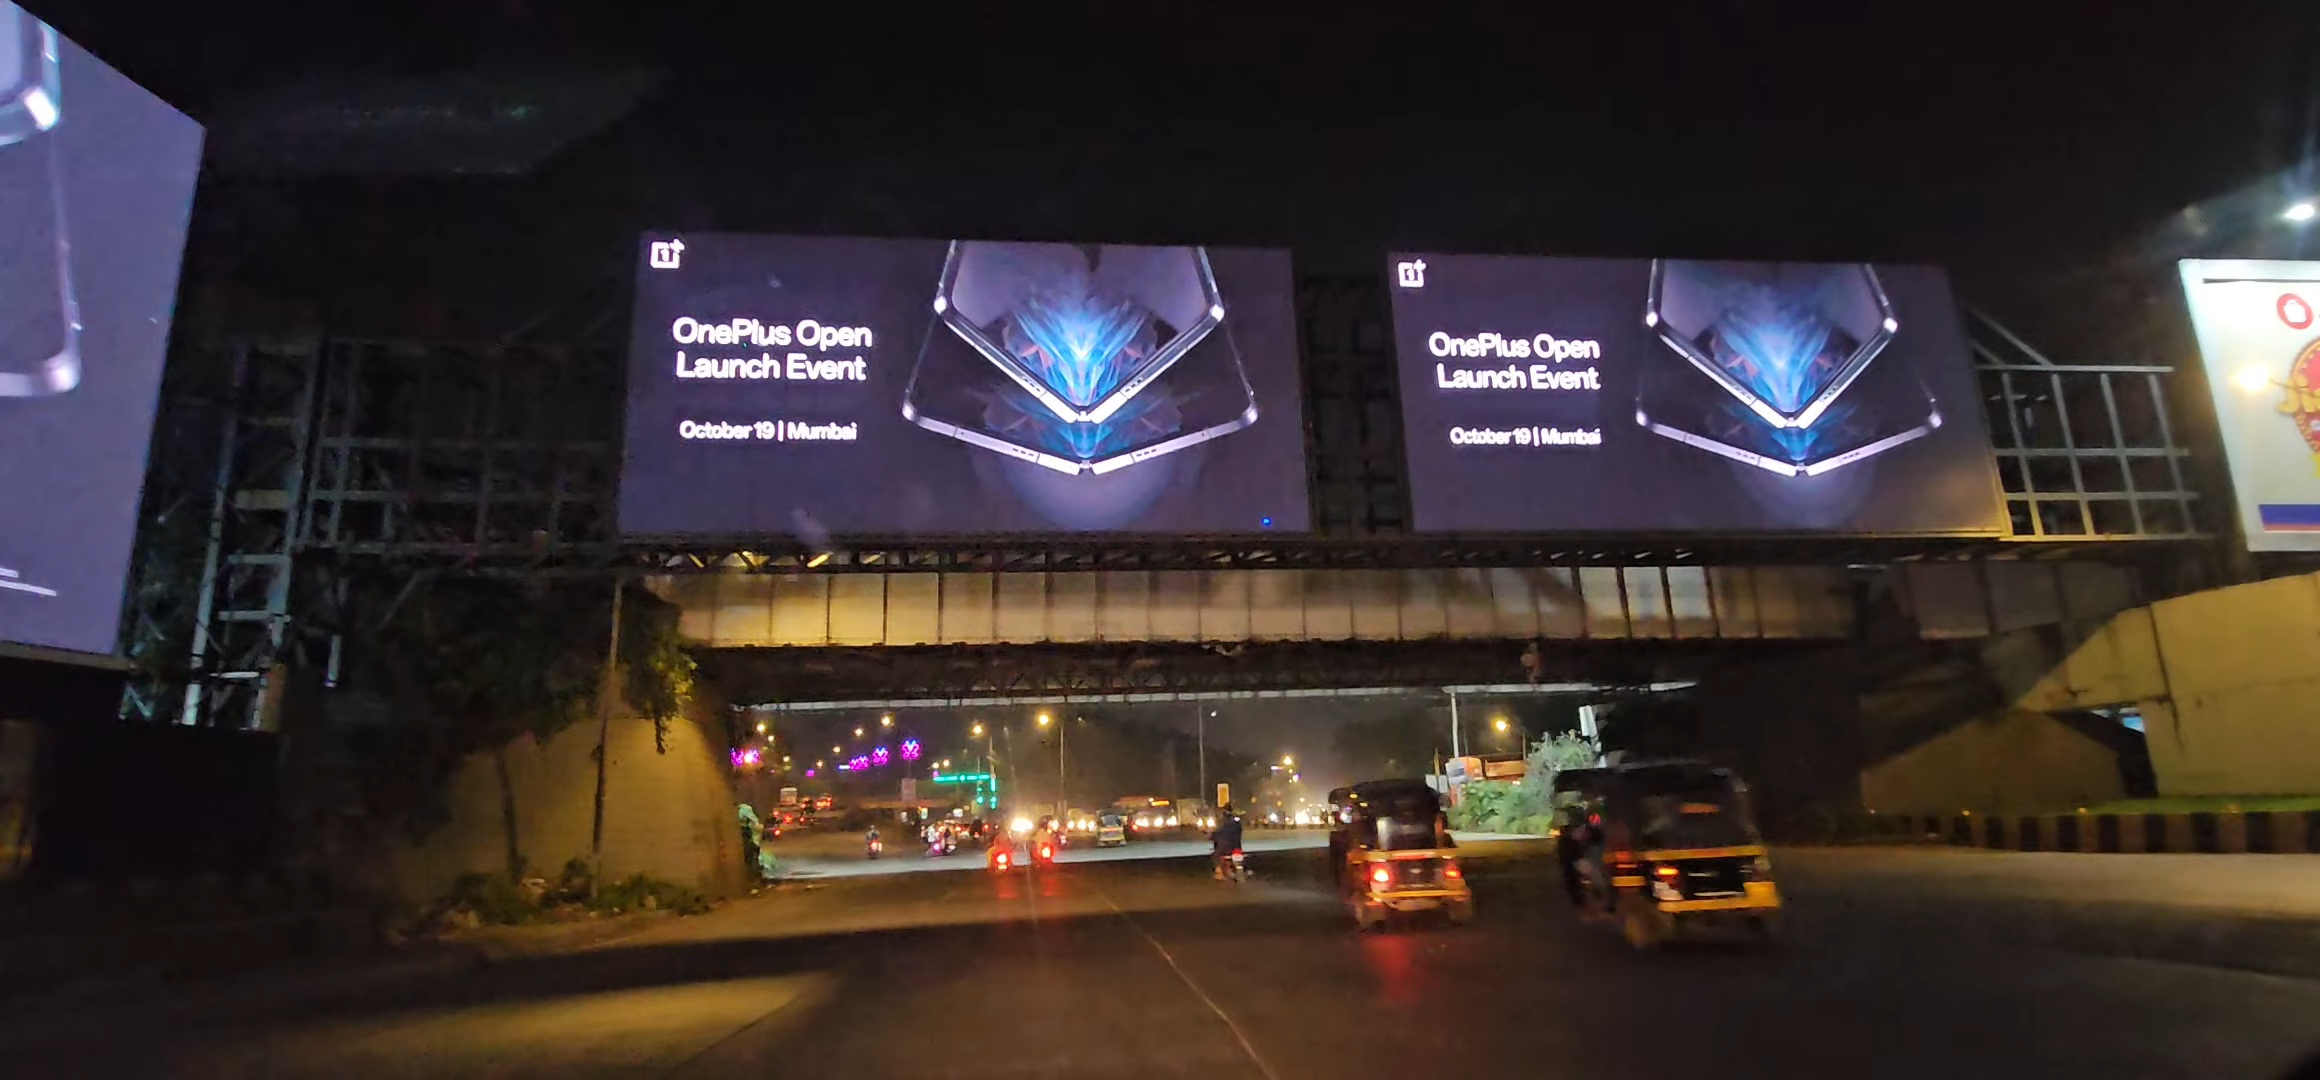 OnePlus Open
Launch Event
October 19 | Mumbai
OnePlus Open
Launch Event
October 19 | Mumbai